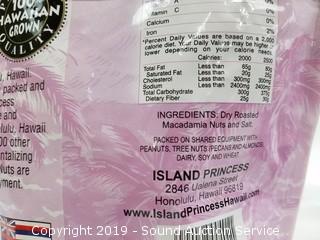 100%
HAWAIIAN
GROWN
QUALITY
Vitamin C
Calcium
Iron 2%
*Percent Daily Values are based on a 2,000
calorie diet. Your Daily Values may be higher
or lower depending on your calorie needs.
Calories: 2000 2500
Total Fat Less than 65g 80g
Saturated Fat Less than 20g
Cholesterol Less than 300mg 300mg
Sodium Less than 2400mg 2400mg
Total Carbohydrate 300g
Dietary Fiber 25g 30g
Hawaii.
packed and
cess
and
lulu, Hawaii
00 other
ntalizing
Nuts are
yment.
INGREDIENTS: Dry Roasted
Macadamia Nuts and Salt.
PACKED ON SHARED EQUIPMENT WITH
PEANUTS, TREE NUTS (PECANS AND ALMONDS),
DAIRY, SOY AND WHEAT.
ISLAND PRINCESS
2846 Ualena Street
Honolulu, Hawaii 96819
www.IslandPrincessHawaii.com
Copyright 2019 - Sound Auction Service